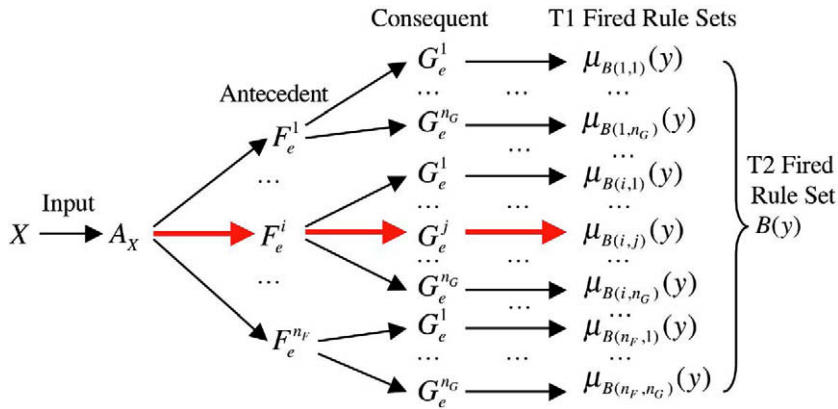 Consequent T1 Fired Rule Sets
G_e^1 μ_{B(1,1)}(y)
... ... ...
Antecedent
G_e^{n_G} μ_{B(1,n_G)}(y)
F_e^1
... ...
G_e^1 μ_{B(i,1)}(y)
...
T2 Fired
Input
... ... ...
Rule Set
X A_X F_e^i G_e^j μ_{B(i,j)}(y) B(y)
... ... ...
...
G_e^{n_G} μ_{B(i,n_G)}(y)
... ...
G_e^1 μ_{B(n_F,1)}(y)
F_e^{n_F}
... ... ...
G_e^{n_G} μ_{B(n_F,n_G)}(y)